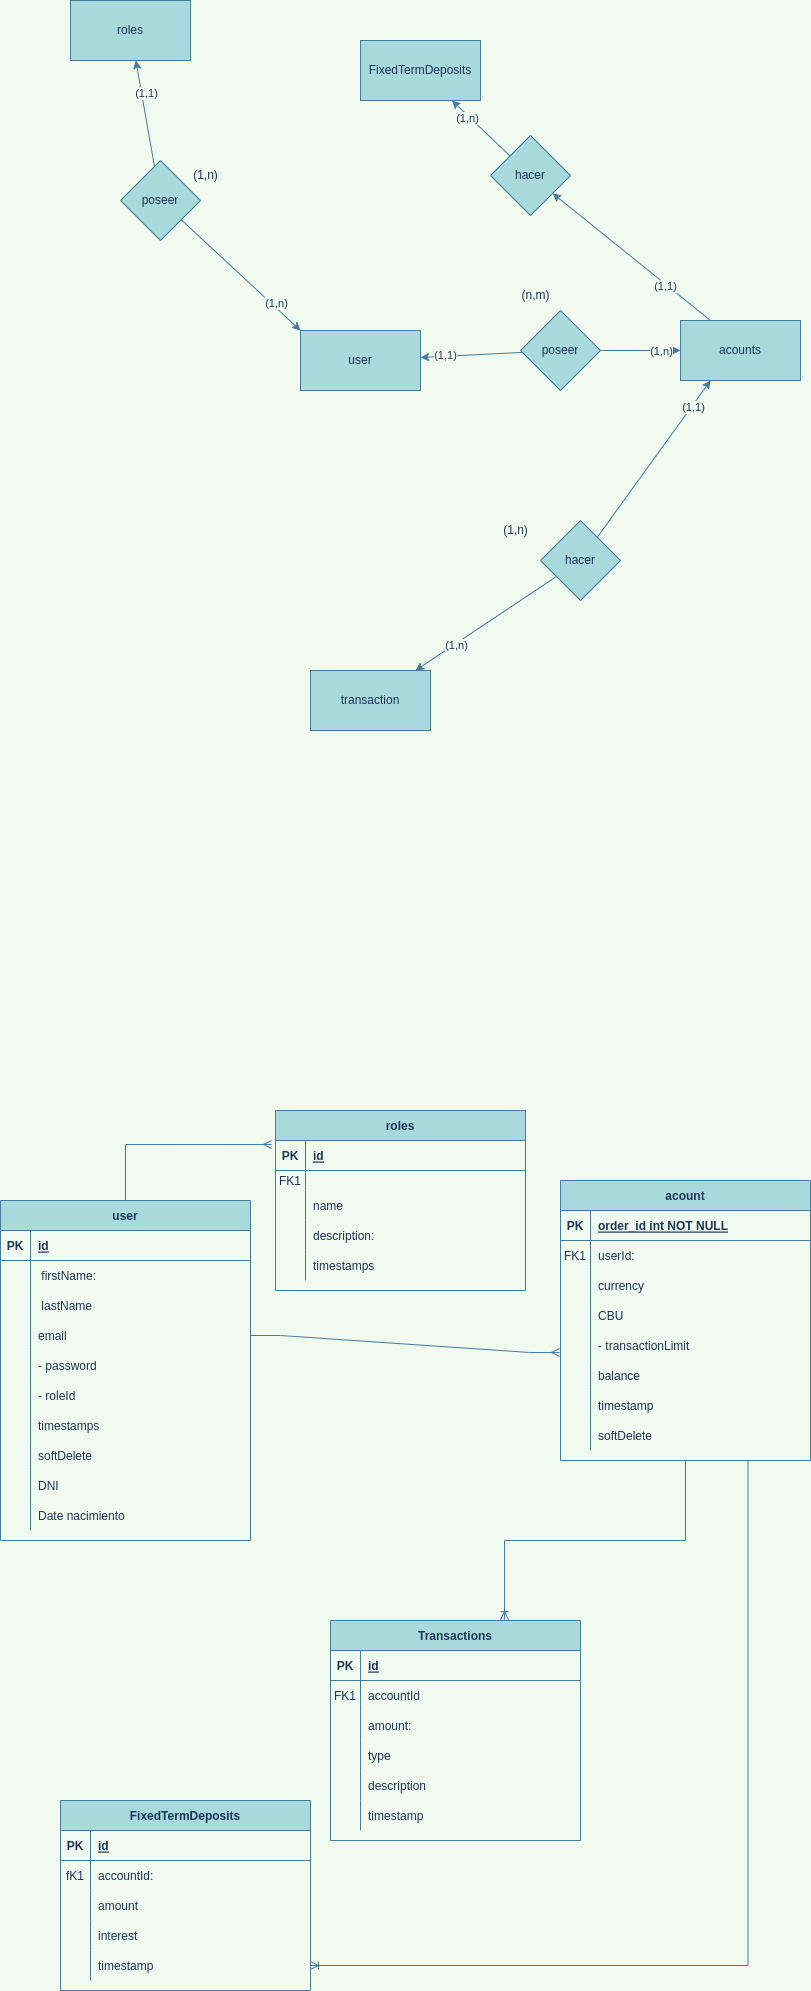 roles
FixedTermDeposits
(1,1)
(1,n)
hacer
(1,n)
poseer
(1,1)
(n,m)
(1,n)
user
(1,1)
poseer
(1,n)
acounts
(1,1)
(1,n)
hacer
(1,n)
transaction
roles
PK id
FK1
name
description:
timestamps
user
PK id
firstName:
lastName
email
- password
- roleId
timestamps
softDelete
DNI
Date nacimiento
acount
PK order_id int NOT NULL
FK1 userId:
currency
CBU
- transactionLimit
balance
timestamp
softDelete
Transactions
PK id
FK1 accountId
amount:
type
description
timestamp
FixedTermDeposits
PK id
fK1 accountId:
amount
interest
timestamp